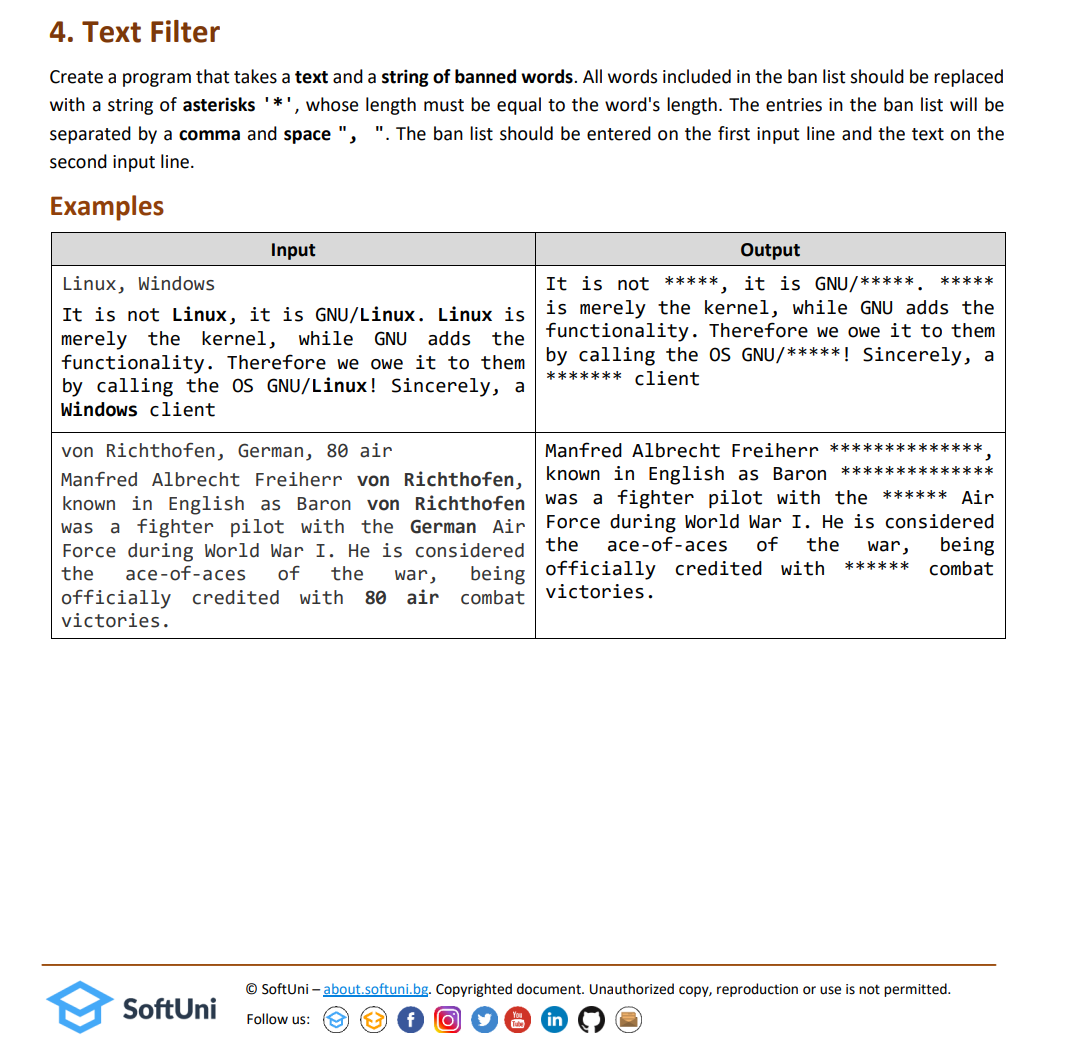 4. Text Filter
Create a program that takes a text and a string of banned words. All words included in the ban list should be replaced
with a string of asterisks '*', whose length must be equal to the word's length. The entries in the ban list will be
separated by a comma and space ", ". The ban list should be entered on the first input line and the text on the
second input line.
Examples
Input
Output
Linux, Windows
It is not Linux, it is GNU/Linux. Linux is
merely the kernel, while GNU adds the
functionality. Therefore we owe it to them
by calling the OS GNU/Linux! Sincerely, a
Windows client
It is not *****, it is GNU/*****. *****
is merely the kernel, while GNU adds the
functionality. Therefore we owe it to them
by calling the OS GNU/*****! Sincerely, a
******* client
von Richthofen, German, 80 air
Manfred Albrecht Freiherr von Richthofen,
known in English as Baron von Richthofen
was a fighter pilot with the German Air
Force during World War I. He is considered
the ace-of-aces of the war, being
officially credited with 80 air combat
victories.
Manfred Albrecht Freiherr **************,
known in English as Baron **************
was a fighter pilot with the ****** Air
Force during World War I. He is considered
the ace-of-aces of the war, being
officially credited with ****** combat
victories.
SoftUni
© SoftUni – about.softuni.bg. Copyrighted document. Unauthorized copy, reproduction or use is not permitted.
Follow us:
You Tube